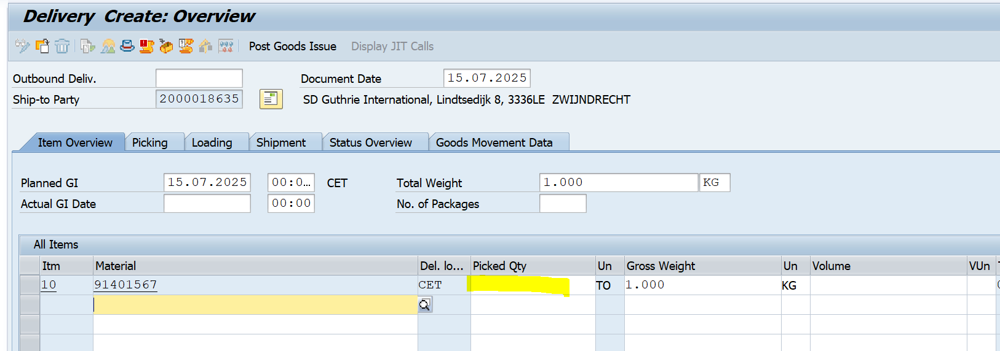 Delivery Create: Overview
Post Goods Issue Display JIT Calls
Outbound Deliv. Document Date 15.07.2025
Ship-to Party 2000018635 SD Guthrie International, Lindtsedijk 8, 3336LE ZWIJNDRECHT
Item Overview Picking Loading Shipment Status Overview Goods Movement Data
Planned GI 15.07.2025 00:0... CET Total Weight 1.000 KG
Actual GI Date 00:00 No. of Packages
All Items
Itm Material Del. lo... Picked Qty Un Gross Weight Un Volume VUn
10 91401567 CET TO 1.000 KG